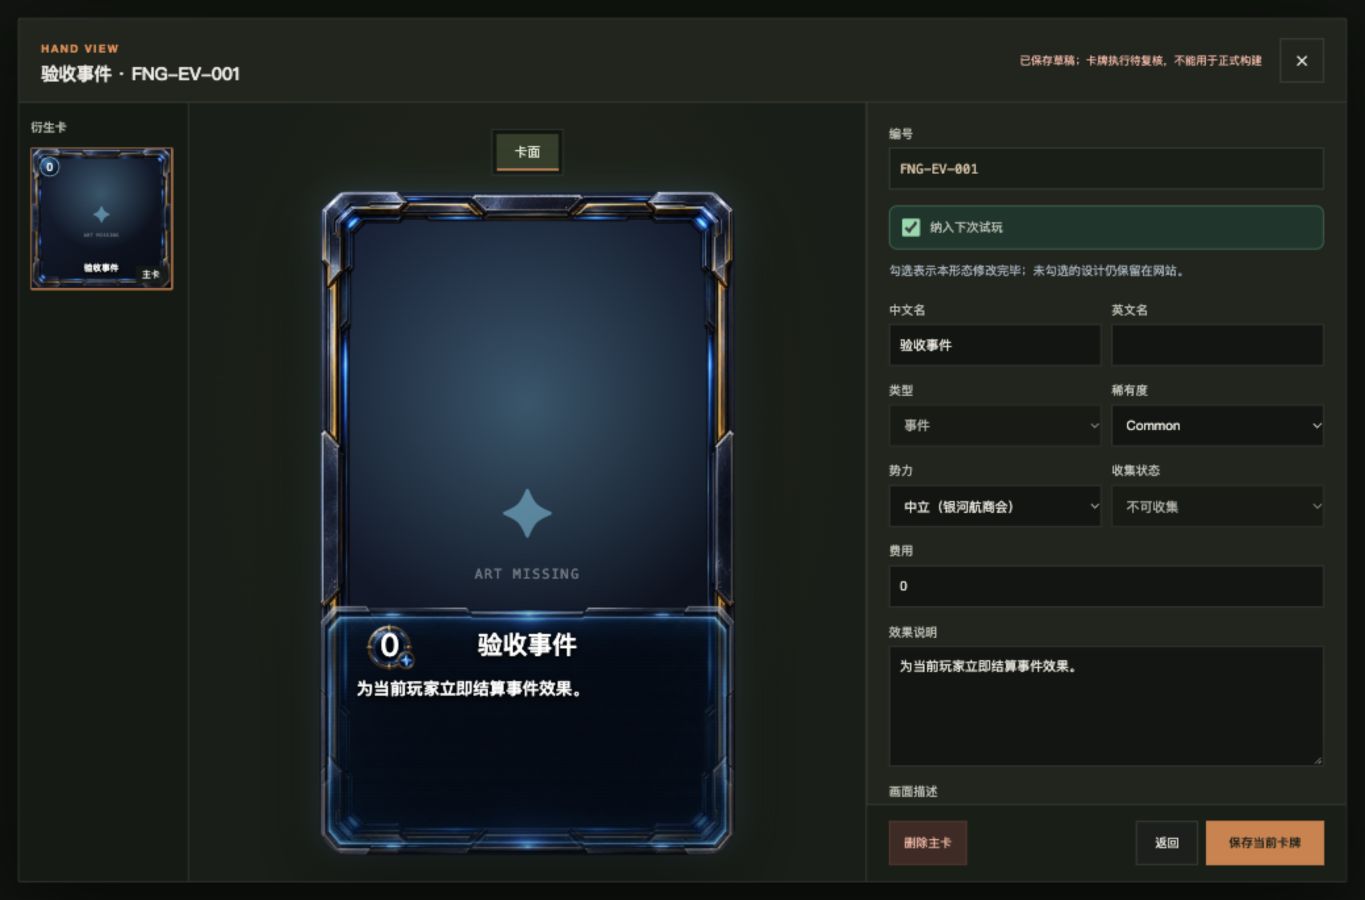 HAND VIEW
验收事件 · FNG-EV-001
已保存草稿；卡牌执行待复核，不能用于正式构建
×
衍生卡
0
ART MISSING
验收事件
主卡
卡面
ART MISSING
0
验收事件
为当前玩家立即结算事件效果。
编号
FNG-EV-001
纳入下次试玩
勾选表示本形态修改完毕；未勾选的设计仍保留在网站。
中文名 英文名
验收事件
类型 稀有度
事件 Common
势力 收集状态
中立（银河航商会） 不可收集
费用
0
效果说明
为当前玩家立即结算事件效果。
画面描述
删除主卡 返回 保存当前卡牌